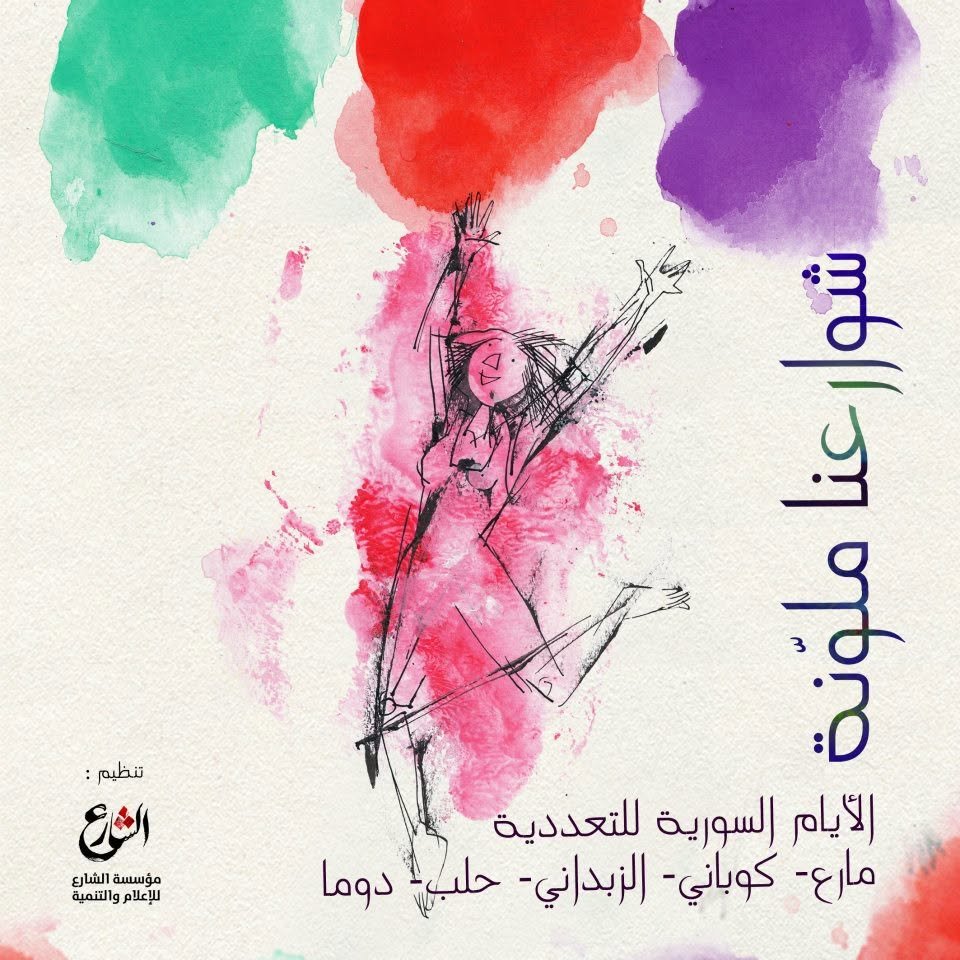 شوارعنا ملوّنة
الأيام السورية للتعددية
مارع- كوباني- الزبداني- حلب- دوما
تنظيم :
الشارع
مؤسسة الشارع
للإعلام والتنمية